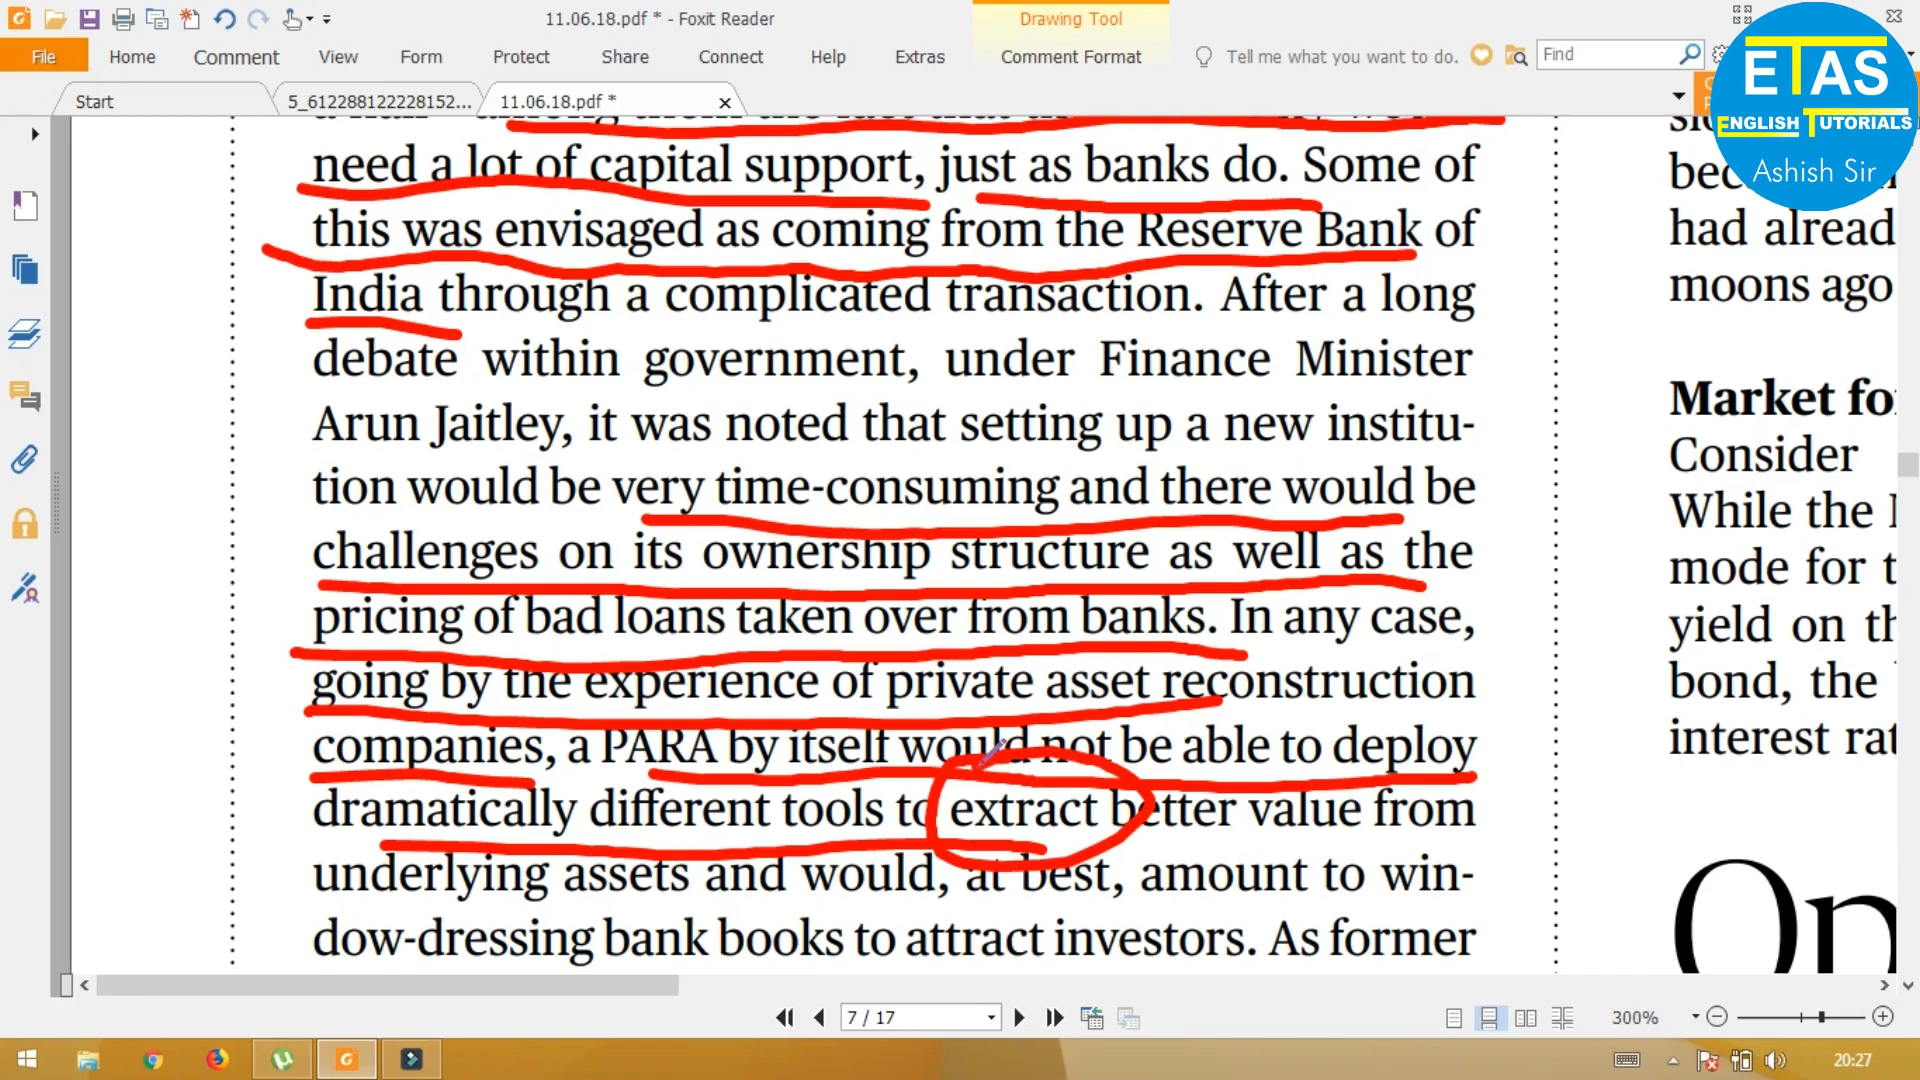 11.06.18.pdf * - Foxit Reader
Drawing Tool
File
Home
Comment
View
Form
Protect
Share
Connect
Help
Extras
Comment Format
Tell me what you want to do.
Find
Start
5_612288122228152...
11.06.18.pdf *
ETAS
ENGLISH TUTORIALS
Ashish Sir
need a lot of capital support, just as banks do. Some of
this was envisaged as coming from the Reserve Bank of
India through a complicated transaction. After a long
debate within government, under Finance Minister
Arun Jaitley, it was noted that setting up a new institu-
tion would be very time-consuming and there would be
challenges on its ownership structure as well as the
pricing of bad loans taken over from banks. In any case,
going by the experience of private asset reconstruction
companies, a PARA by itself would not be able to deploy
dramatically different tools to extract better value from
underlying assets and would, at best, amount to win-
dow-dressing bank books to attract investors. As former
had alread
moons ago
Market fo
Consider
While the
mode for t
yield on th
bond, the
interest rat
On
7 / 17
300%
20:27